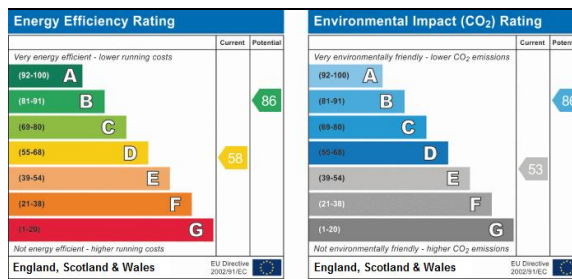 Energy Efficiency Rating
Current Potential
Very energy efficient - lower running costs
(92-100) A
(81-91) B
86
(69-80) C
(55-68) D
58
(39-54) E
(21-38) F
(1-20) G
Not energy efficient - higher running costs
England, Scotland & Wales
EU Directive
2002/91/EC
Environmental Impact (CO₂) Rating
Current Potent
Very environmentally friendly - lower CO₂ emissions
(92-100) A
(81-91) B
86
(69-80) C
(55-68) D
(39-54) E
53
(21-38) F
(1-20) G
Not environmentally friendly - higher CO₂ emissions
England, Scotland & Wales
EU Directive
2002/91/EC